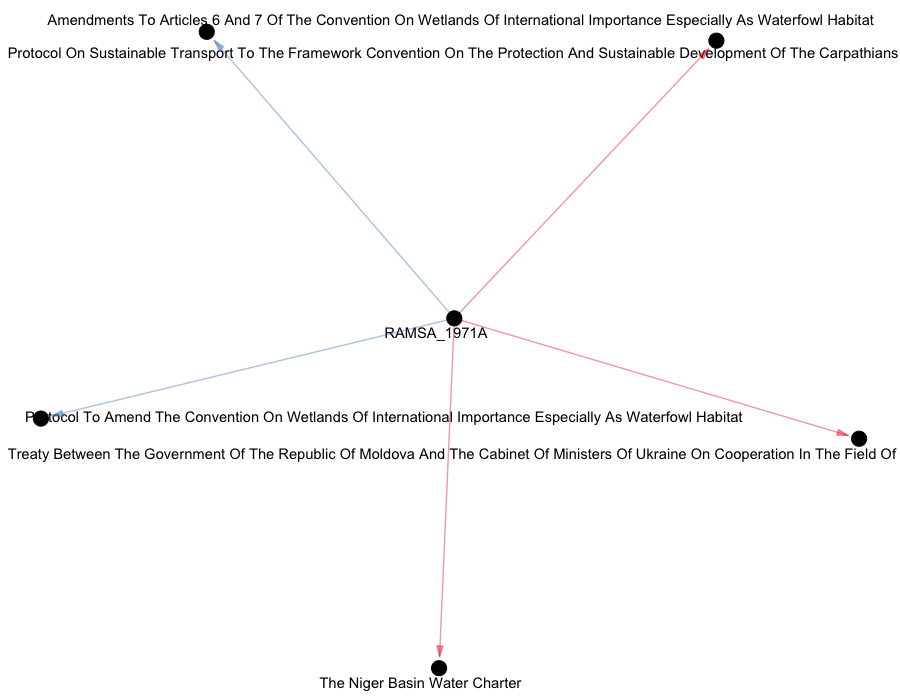 Amendments To Articles 6 And 7 Of The Convention On Wetlands Of International Importance Especially As Waterfowl Habitat
Protocol On Sustainable Transport To The Framework Convention On The Protection And Sustainable Development Of The Carpathians
RAMSA_1971A
Protocol To Amend The Convention On Wetlands Of International Importance Especially As Waterfowl Habitat
Treaty Between The Government Of The Republic Of Moldova And The Cabinet Of Ministers Of Ukraine On Cooperation In The Field Of
The Niger Basin Water Charter